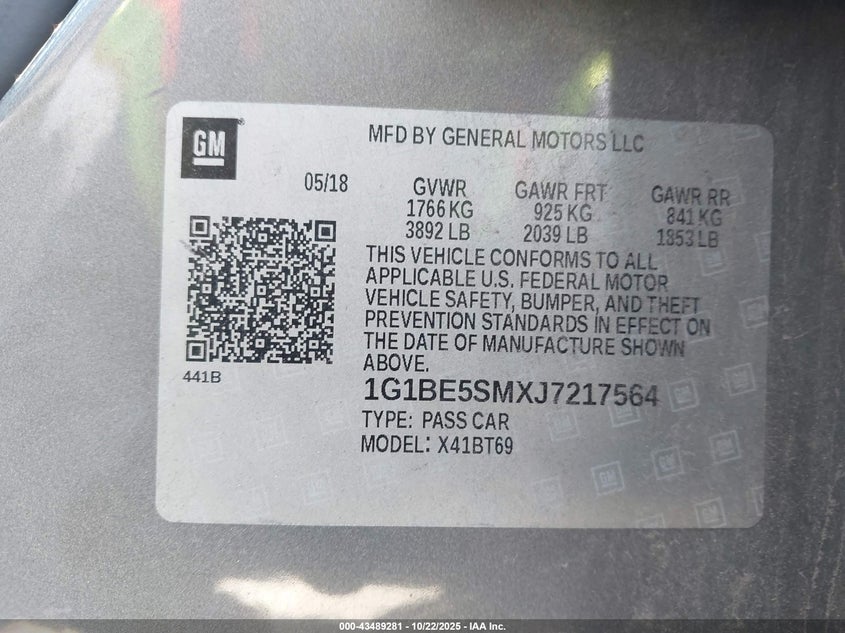 GM
MFD BY GENERAL MOTORS LLC
05/18
GVWR GAWR FRT GAWR RR
1766 KG 925 KG 841 KG
3892 LB 2039 LB 1853 LB
THIS VEHICLE CONFORMS TO ALL
APPLICABLE U.S. FEDERAL MOTOR
VEHICLE SAFETY, BUMPER, AND THEFT
PREVENTION STANDARDS IN EFFECT ON
THE DATE OF MANUFACTURE SHOWN
ABOVE.
441B
1G1BE5SMXJ7217564
TYPE: PASS CAR
MODEL: X41BT69
000-43489281 - 10/22/2025 - IAA Inc.